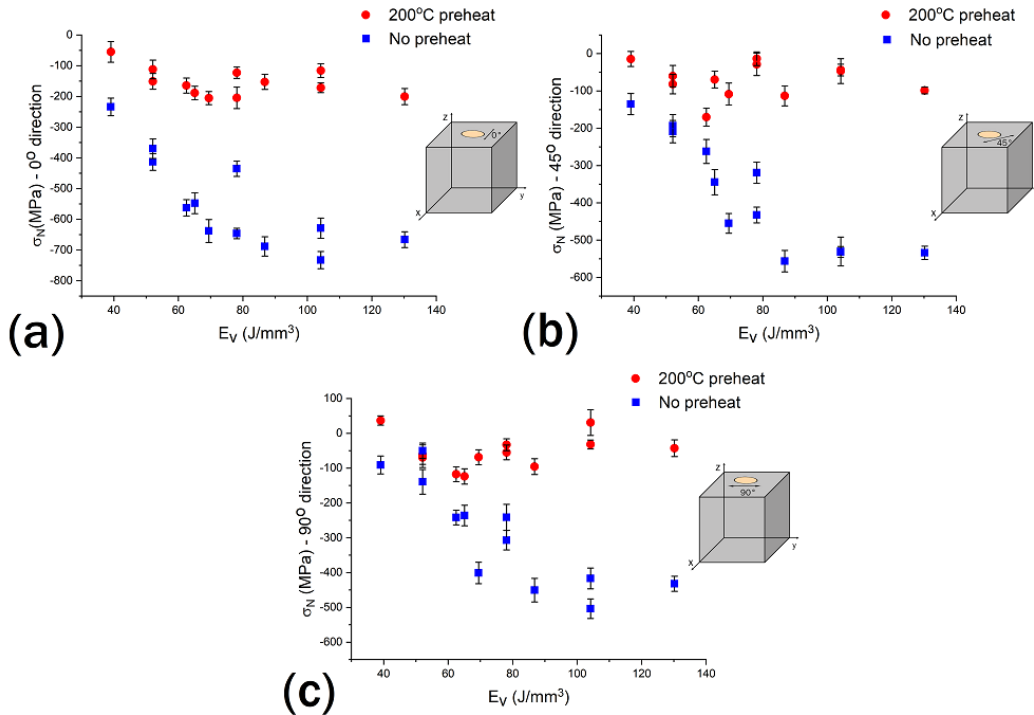 200°C preheat
No preheat
σN(MPa) - 0° direction
0
-100
-200
-300
-400
-500
-600
-700
-800
40 60 80 100 120 140
EV (J/mm³)
z
0°
x
y
(a)
200°C preheat
No preheat
σN (MPa) - 45° direction
0
-100
-200
-300
-400
-500
-600
40 60 80 100 120 140
EV (J/mm³)
z
45°
x
y
(b)
200°C preheat
No preheat
σN (MPa) - 90° direction
100
0
-100
-200
-300
-400
-500
-600
40 60 80 100 120 140
EV (J/mm³)
z
90°
x
y
(c)